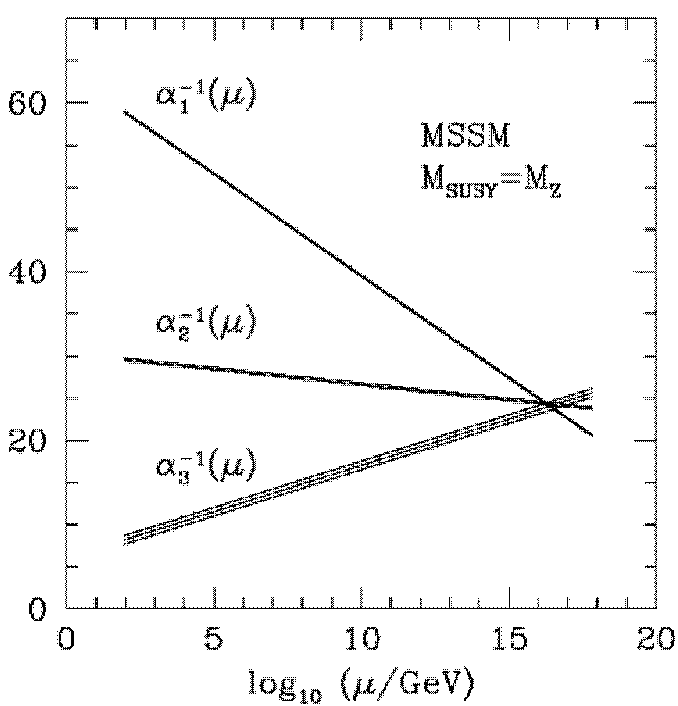 60
α₁⁻¹(μ)
MSSM
M_SUSY=M_Z
40
α₂⁻¹(μ)
20
α₃⁻¹(μ)
0
0 5 10 15 20
log₁₀ (μ/GeV)